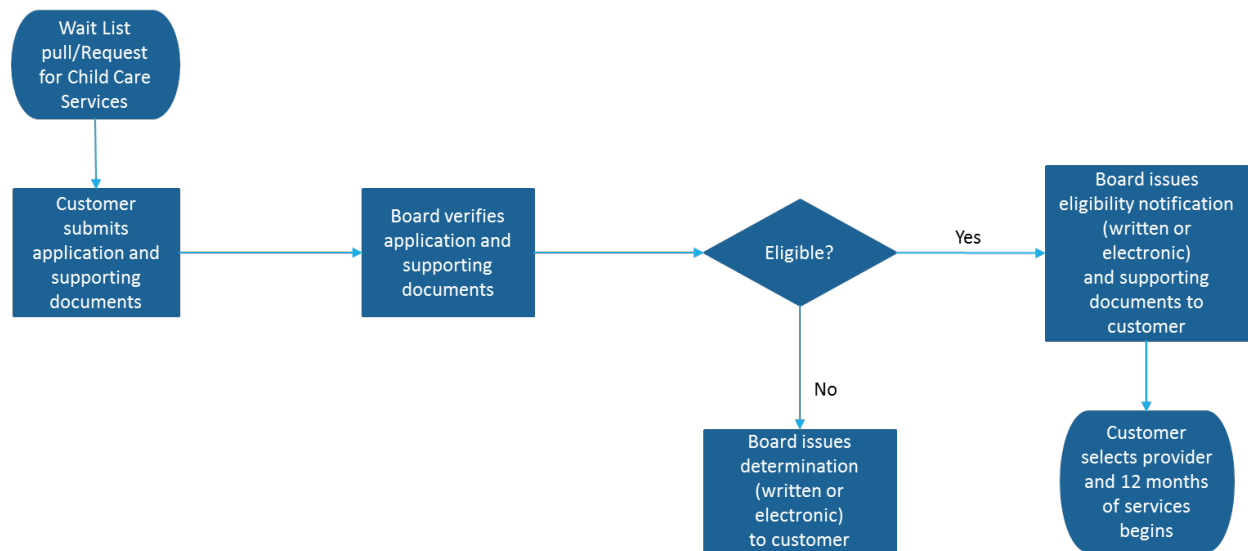 Wait List
pull/Request
for Child Care
Services
Customer
submits
application and
supporting
documents
Board verifies
application and
supporting
documents
Eligible?
Yes
Board issues
eligibility notification
(written or
electronic)
and supporting
documents to
customer
No
Board issues
determination
(written or
electronic)
to customer
Customer
selects provider
and 12 months
of services
begins